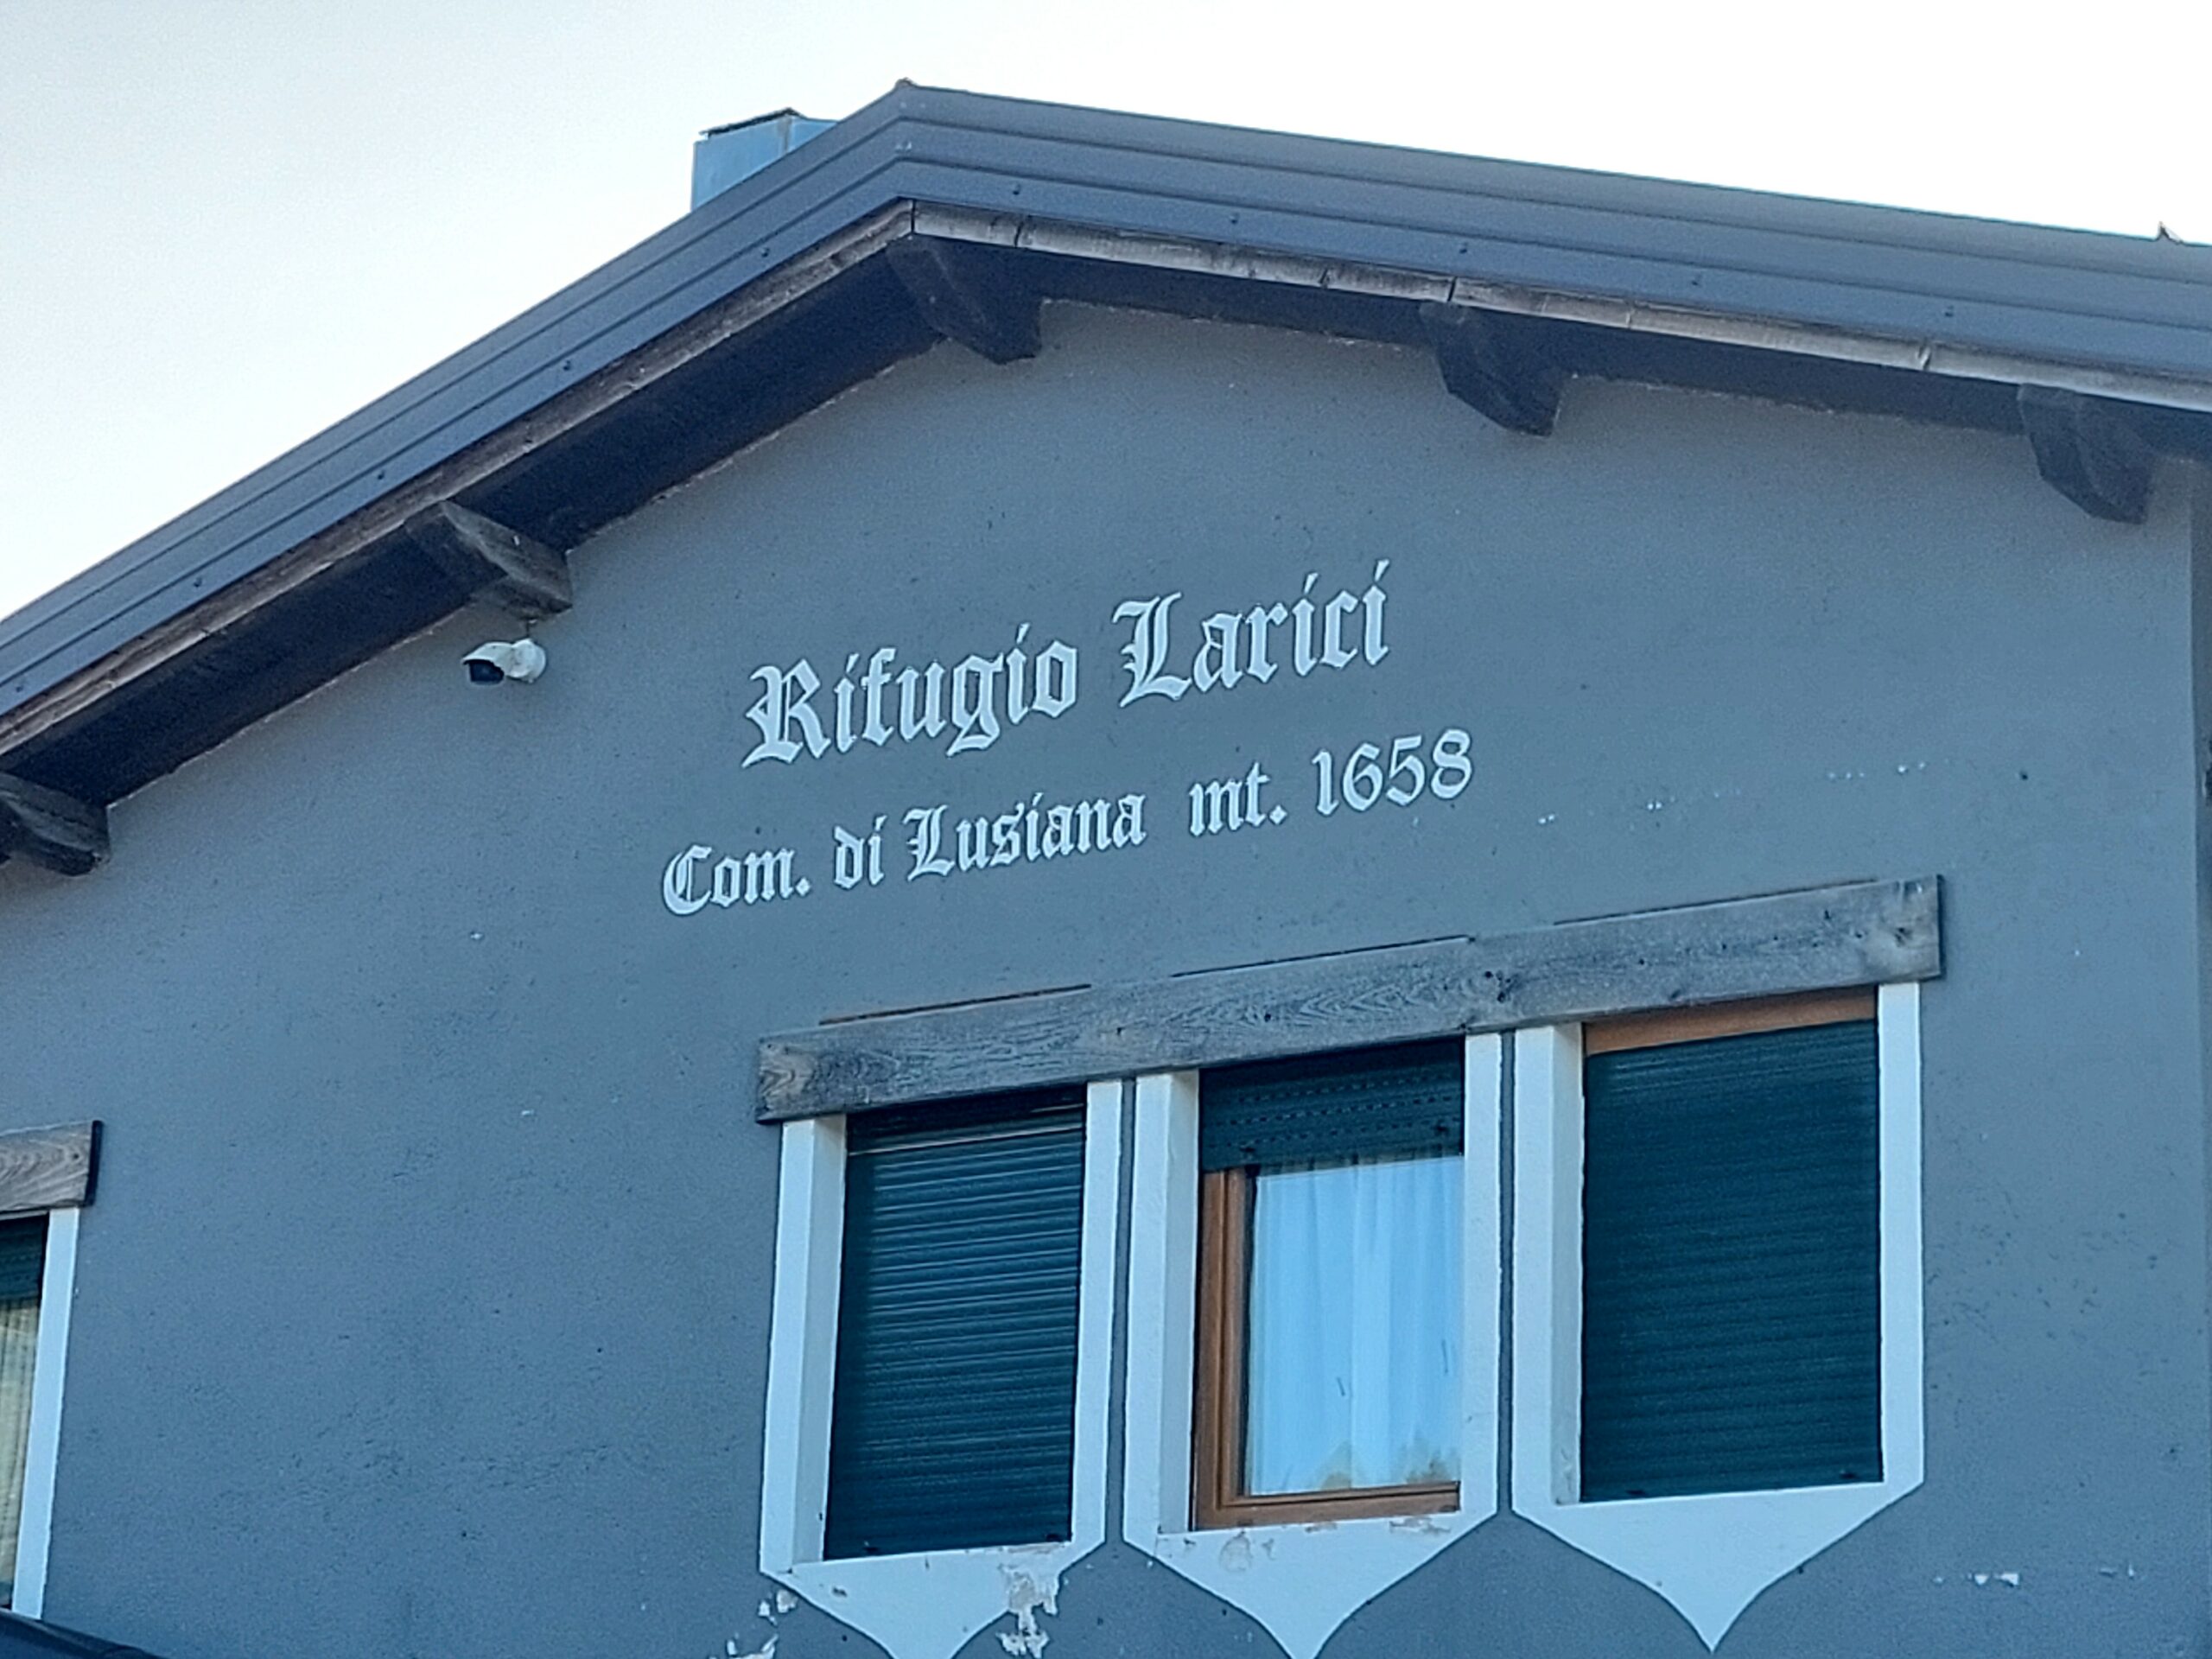 Rifugio Larici
Com. di Lusiana mt. 1658